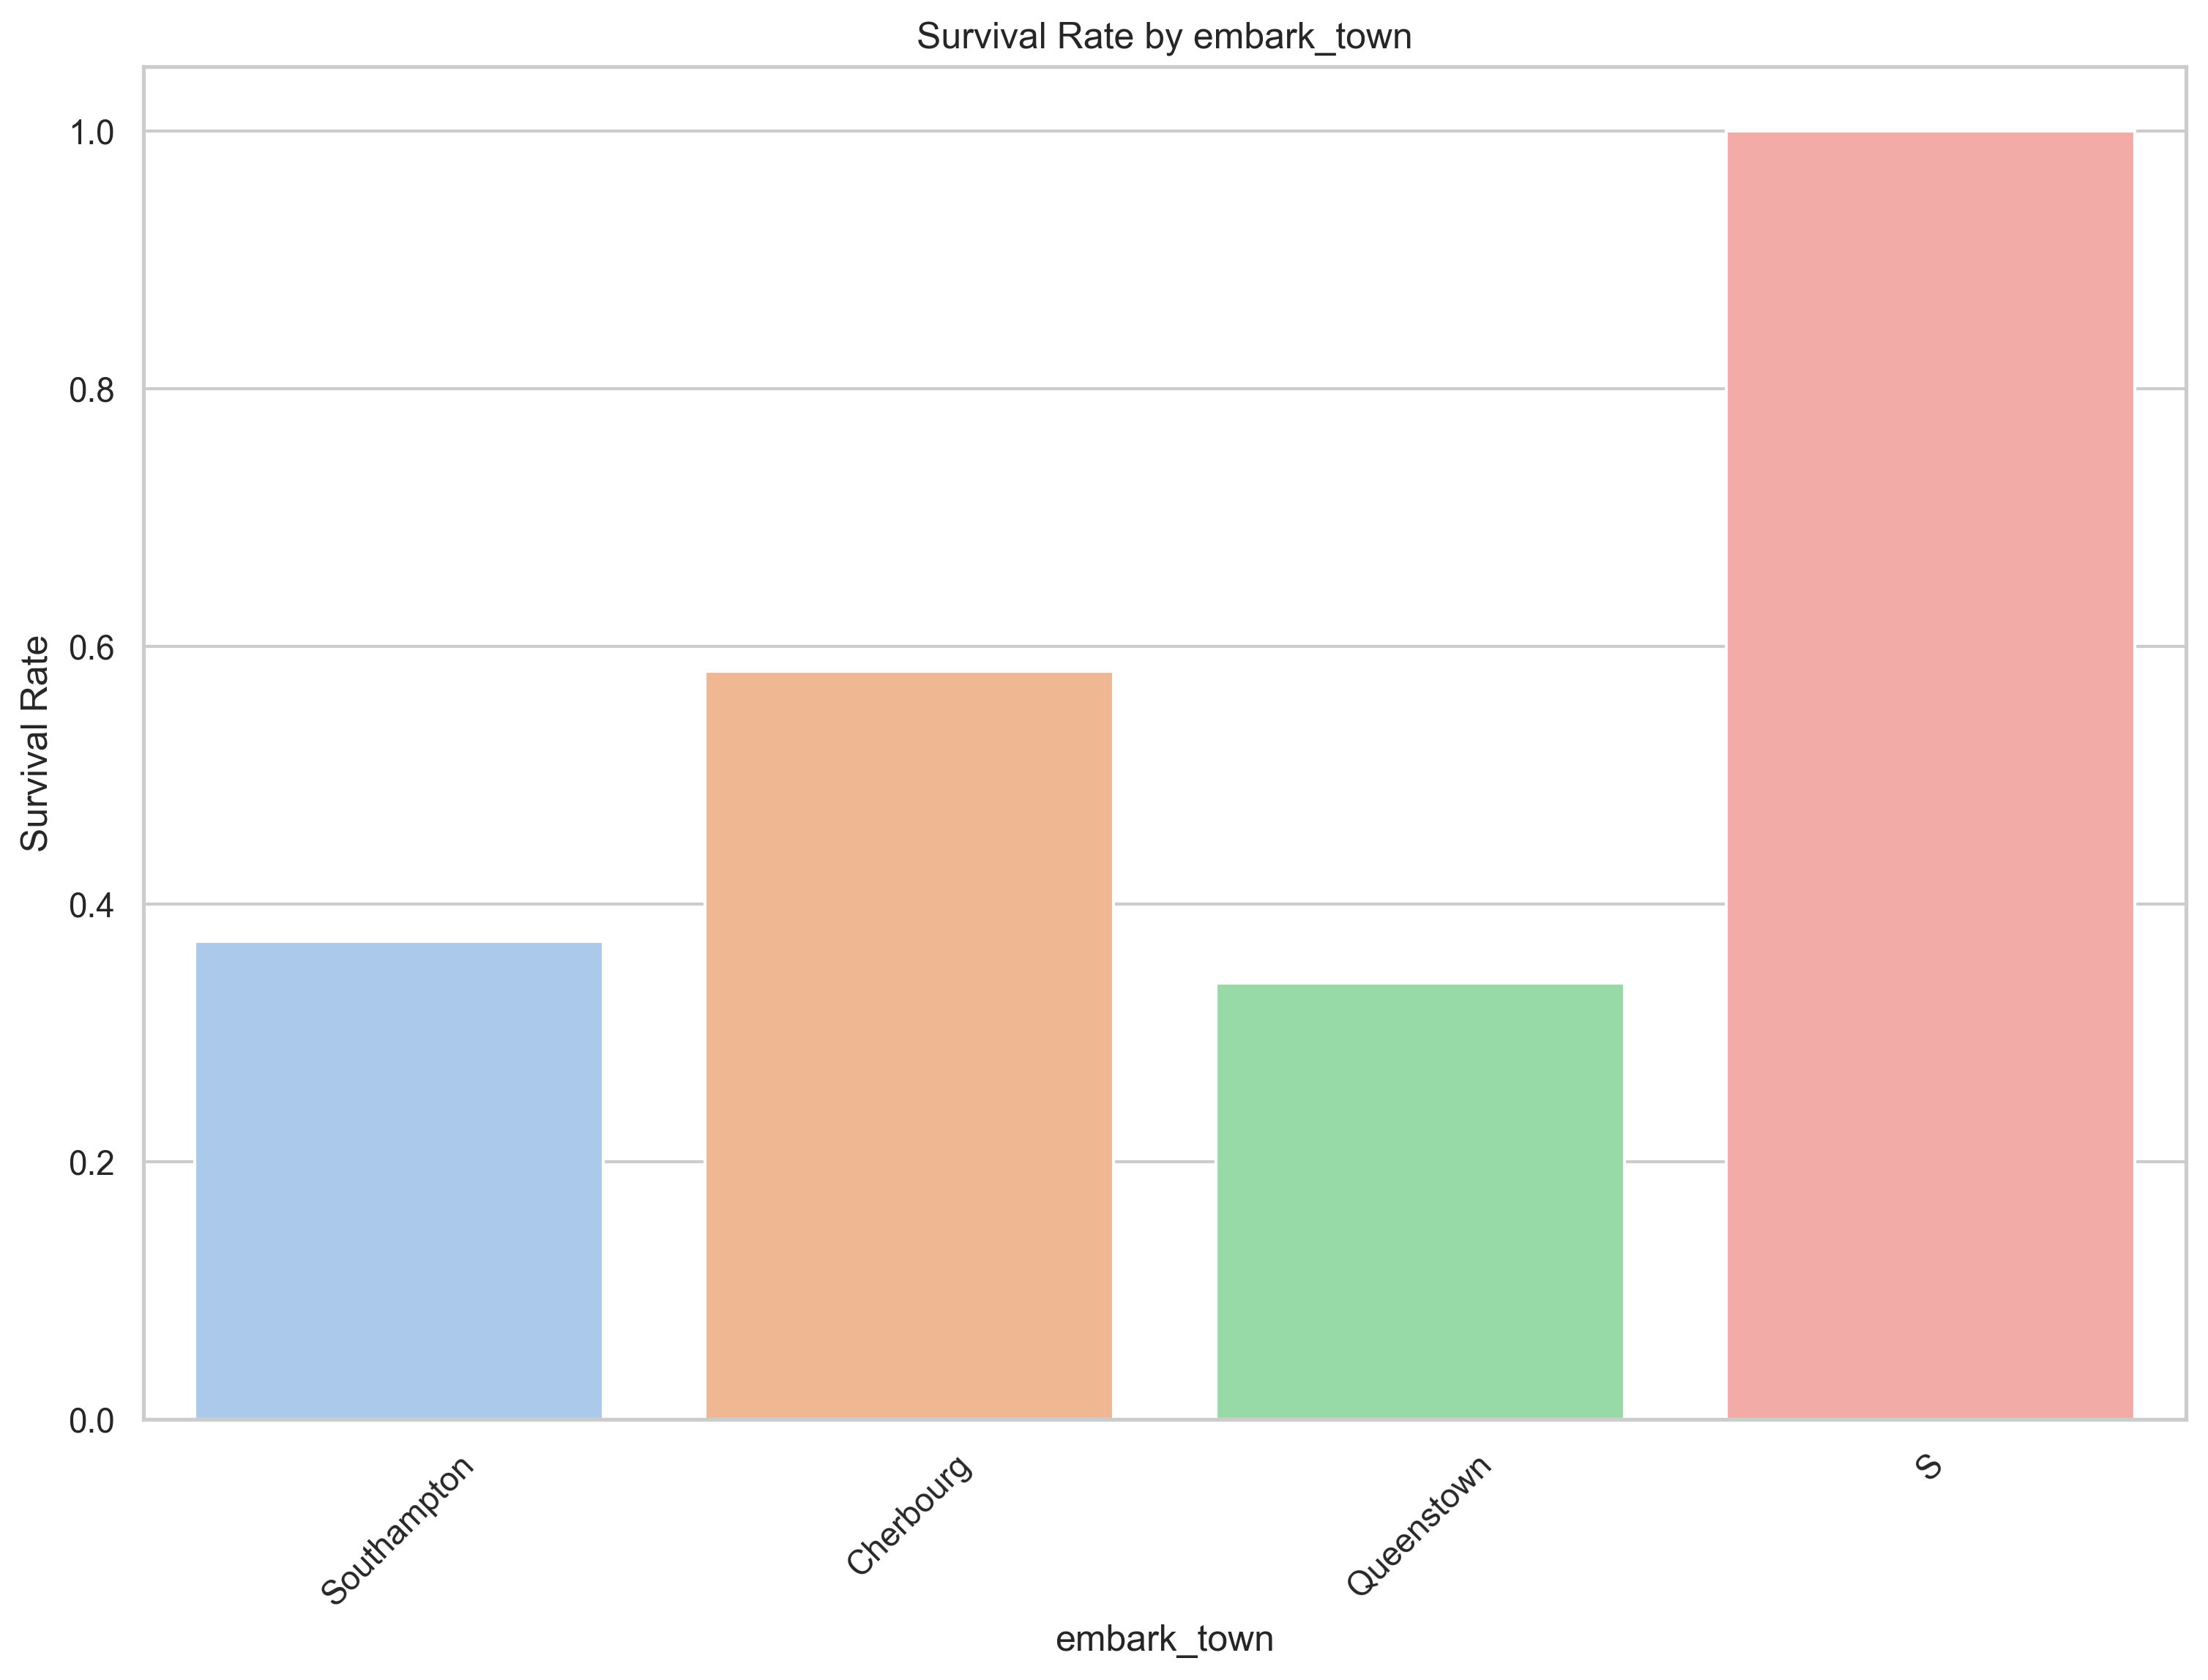 Survival Rate by embark_town
Survival Rate
1.0
0.8
0.6
0.4
0.2
0.0
Southampton
Cherbourg
Queenstown
S
embark_town